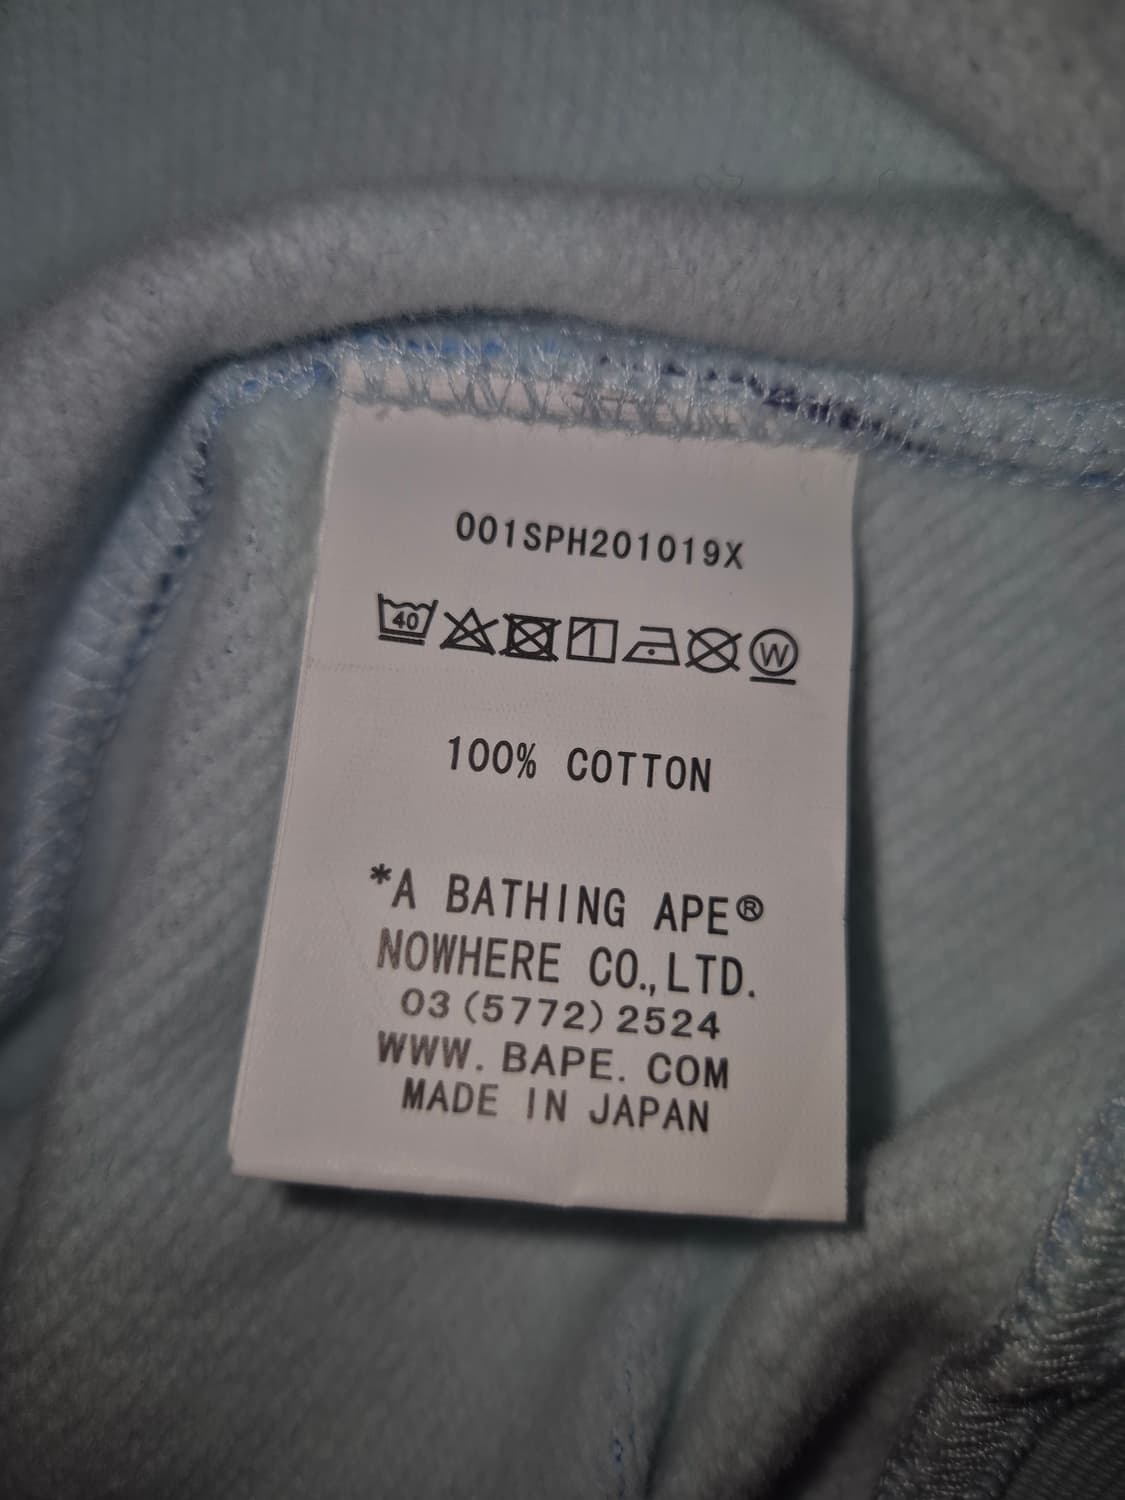 001SPH201019X
40 W
100% COTTON
*A BATHING APE®
NOWHERE CO.,LTD.
03(5772)2524
WWW. BAPE. COM
MADE IN JAPAN